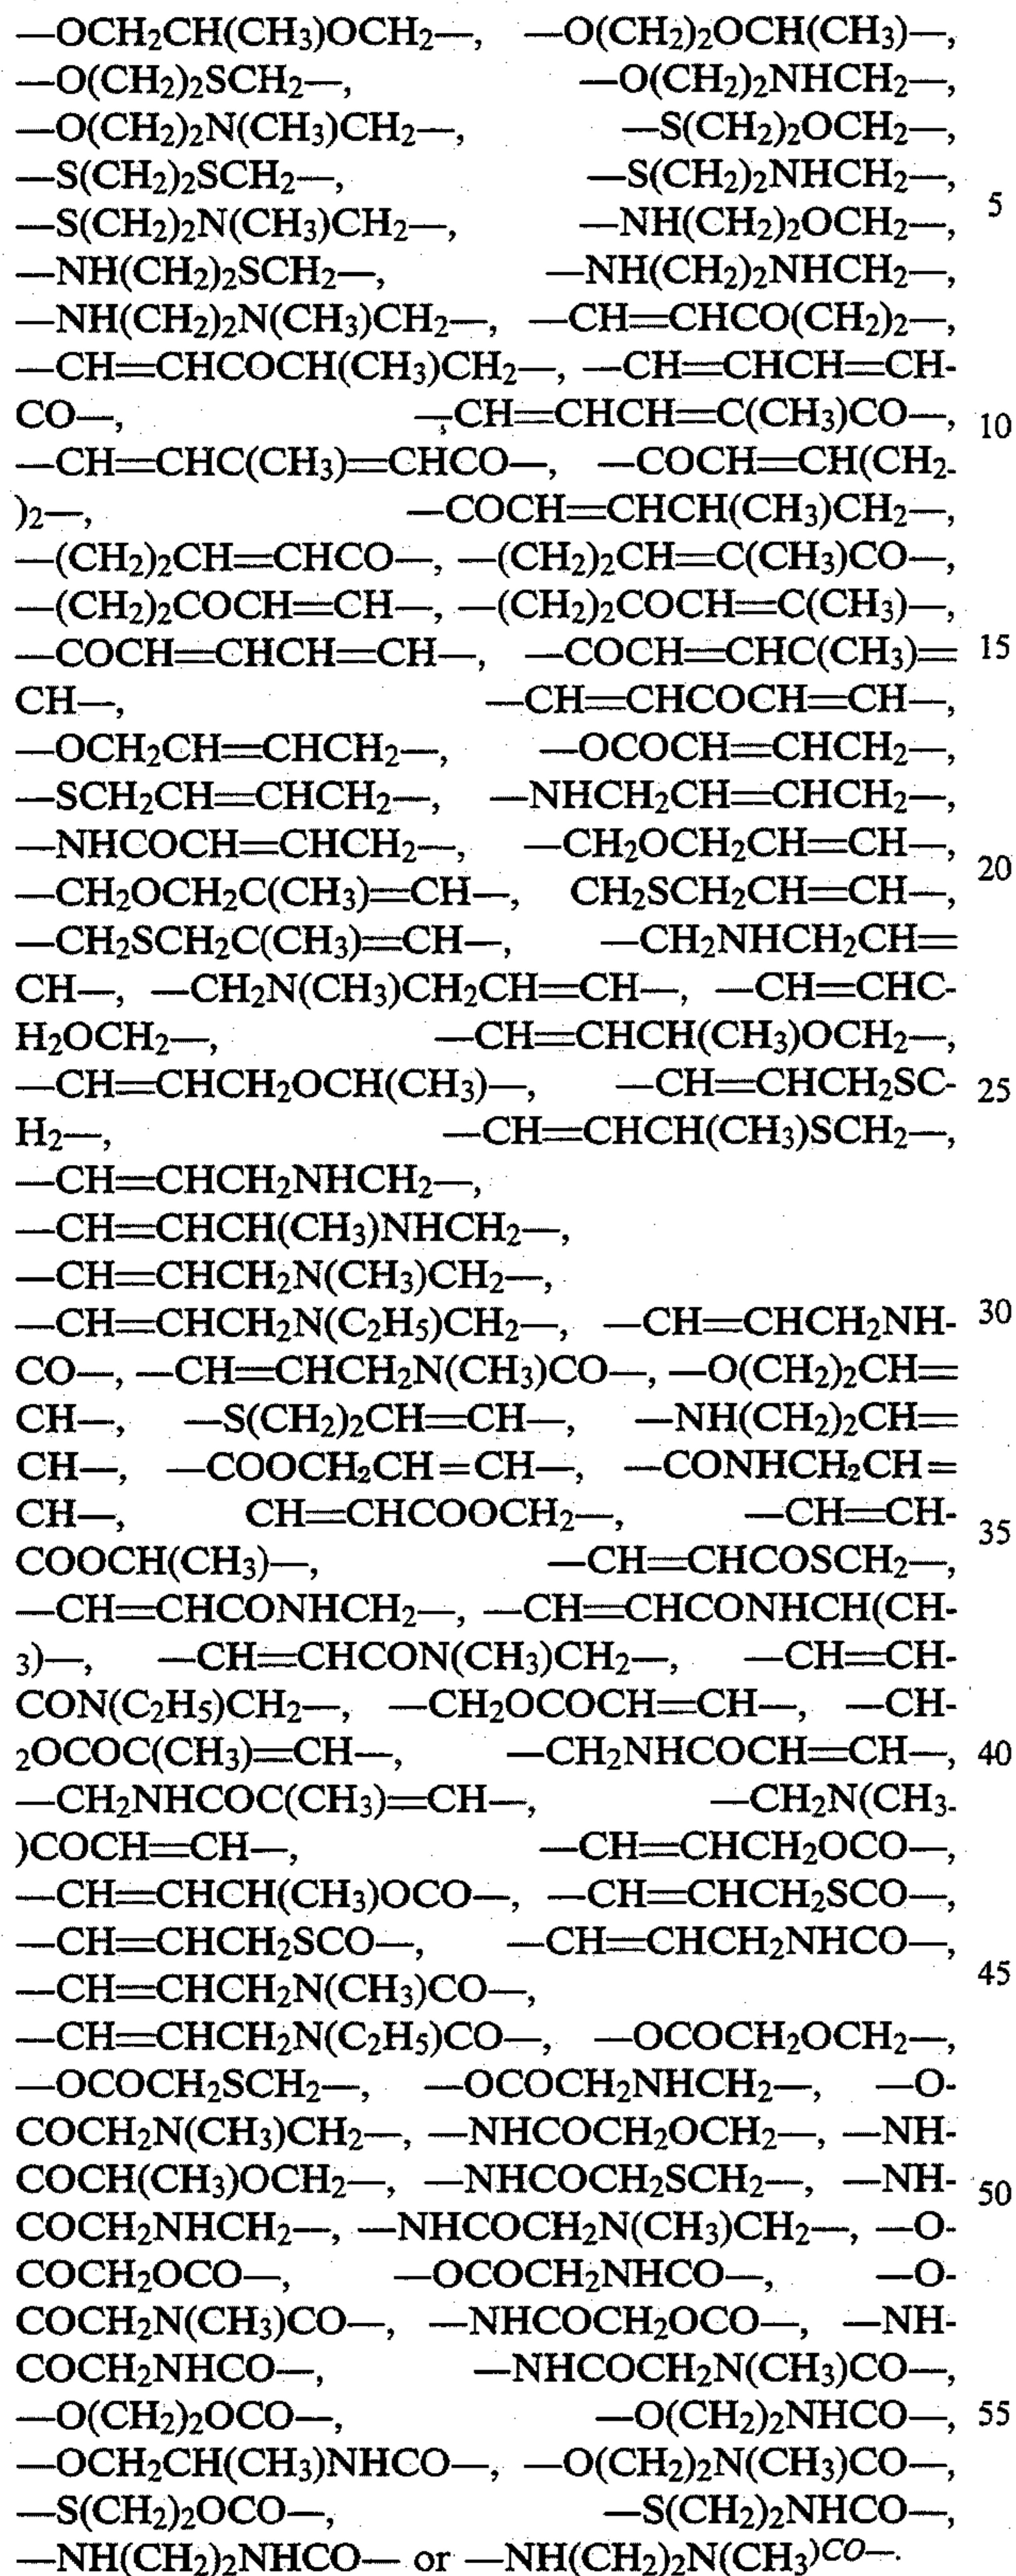 —OCH₂CH(CH₃)OCH₂—, —O(CH₂)₂OCH(CH₃)—,
—O(CH₂)₂SCH₂—, —O(CH₂)₂NHCH₂—,
—O(CH₂)₂N(CH₃)CH₂—, —S(CH₂)₂OCH₂—,
—S(CH₂)₂SCH₂—, —S(CH₂)₂NHCH₂—,
5
—S(CH₂)₂N(CH₃)CH₂—, —NH(CH₂)₂OCH₂—,
—NH(CH₂)₂SCH₂—, —NH(CH₂)₂NHCH₂—,
—NH(CH₂)₂N(CH₃)CH₂—, —CH=CHCO(CH₂)₂—,
—CH=CHCOCH(CH₃)CH₂—, —CH=CHCH=CH-
CO—, —CH=CHCH=C(CH₃)CO—, 10
—CH=CHC(CH₃)=CHCO—, —COCH=CH(CH₂-
)₂—, —COCH=CHCH(CH₃)CH₂—,
—(CH₂)₂CH=CHCO—, —(CH₂)₂CH=C(CH₃)CO—,
—(CH₂)₂COCH=CH—, —(CH₂)₂COCH=C(CH₃)—,
—COCH=CHCH=CH—, —COCH=CHC(CH₃)= 15
CH—, —CH=CHCOCH=CH—,
—OCH₂CH=CHCH₂—, —OCOCH=CHCH₂—,
—SCH₂CH=CHCH₂—, —NHCH₂CH=CHCH₂—,
—NHCOCH=CHCH₂—, —CH₂OCH₂CH=CH—,
20
—CH₂OCH₂C(CH₃)=CH—, CH₂SCH₂CH=CH—,
—CH₂SCH₂C(CH₃)=CH—, —CH₂NHCH₂CH=
CH—, —CH₂N(CH₃)CH₂CH=CH—, —CH=CHC-
H₂OCH₂—, —CH=CHCH(CH₃)OCH₂—,
—CH=CHCH₂OCH(CH₃)—, —CH=CHCH₂SC- 25
H₂—, —CH=CHCH(CH₃)SCH₂—,
—CH=CHCH₂NHCH₂—,
—CH=CHCH(CH₃)NHCH₂—,
—CH=CHCH₂N(CH₃)CH₂—,
—CH=CHCH₂N(C₂H₅)CH₂—, —CH=CHCH₂NH- 30
CO—, —CH=CHCH₂N(CH₃)CO—, —O(CH₂)₂CH=
CH—, —S(CH₂)₂CH=CH—, —NH(CH₂)₂CH=
CH—, —COOCH₂CH=CH—, —CONHCH₂CH=
CH—, CH=CHCOOCH₂—, —CH=CH-
35
COOCH(CH₃)—, —CH=CHCOSCH₂—,
—CH=CHCONHCH₂—, —CH=CHCONHCH(CH-
₃)—, —CH=CHCON(CH₃)CH₂—, —CH=CH-
CON(C₂H₅)CH₂—, —CH₂OCOCH=CH—, —CH-
₂OCOC(CH₃)=CH—, —CH₂NHCOCH=CH—, 40
—CH₂NHCOC(CH₃)=CH—, —CH₂N(CH₃-
)COCH=CH—, —CH=CHCH₂OCO—,
—CH=CHCH(CH₃)OCO—, —CH=CHCH₂SCO—,
—CH=CHCH₂SCO—, —CH=CHCH₂NHCO—,
45
—CH=CHCH₂N(CH₃)CO—,
—CH=CHCH₂N(C₂H₅)CO—, —OCOCH₂OCH₂—,
—OCOCH₂SCH₂—, —OCOCH₂NHCH₂—, —O-
COCH₂N(CH₃)CH₂—, —NHCOCH₂OCH₂—, —NH-
COCH(CH₃)OCH₂—, —NHCOCH₂SCH₂—, —NH- 50
COCH₂NHCH₂—, —NHCOCH₂N(CH₃)CH₂—, —O-
COCH₂OCO—, —OCOCH₂NHCO—, —O-
COCH₂N(CH₃)CO—, —NHCOCH₂OCO—, —NH-
COCH₂NHCO—, —NHCOCH₂N(CH₃)CO—,
—O(CH₂)₂OCO—, —O(CH₂)₂NHCO—, 55
—OCH₂CH(CH₃)NHCO—, —O(CH₂)₂N(CH₃)CO—,
—S(CH₂)₂OCO—, —S(CH₂)₂NHCO—,
—NH(CH₂)₂NHCO— or —NH(CH₂)₂N(CH₃)CO—.